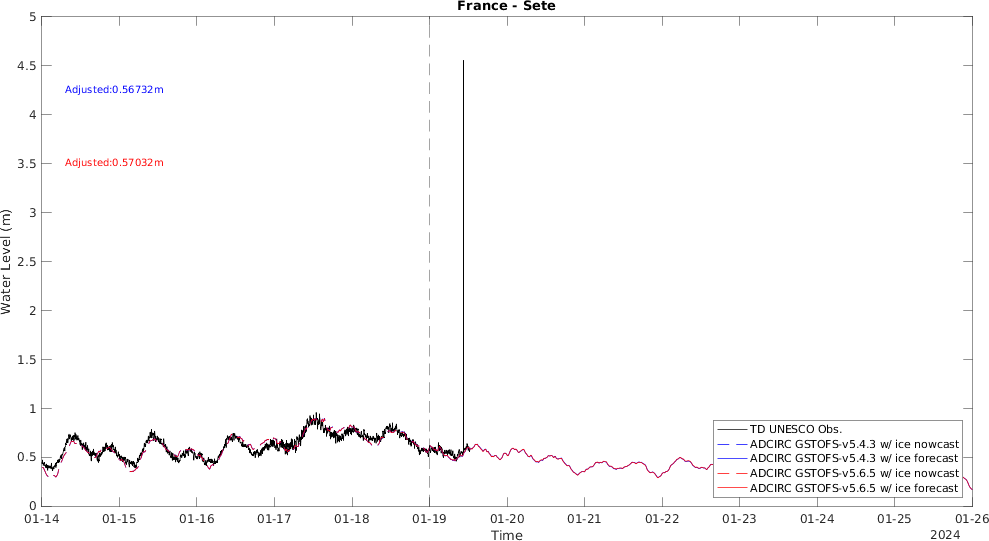 France - Sete
5
4.5
4
3.5
3
2.5
2
1.5
1
0.5
0
Water Level (m)
Adjusted:0.56732m
Adjusted:0.57032m
TD UNESCO Obs.
ADCIRC GSTOFS-v5.4.3 w/ ice nowcast
ADCIRC GSTOFS-v5.4.3 w/ ice forecast
ADCIRC GSTOFS-v5.6.5 w/ ice nowcast
ADCIRC GSTOFS-v5.6.5 w/ ice forecast
01-14 01-15 01-16 01-17 01-18 01-19 01-20 01-21 01-22 01-23 01-24 01-25 01-26
Time
2024